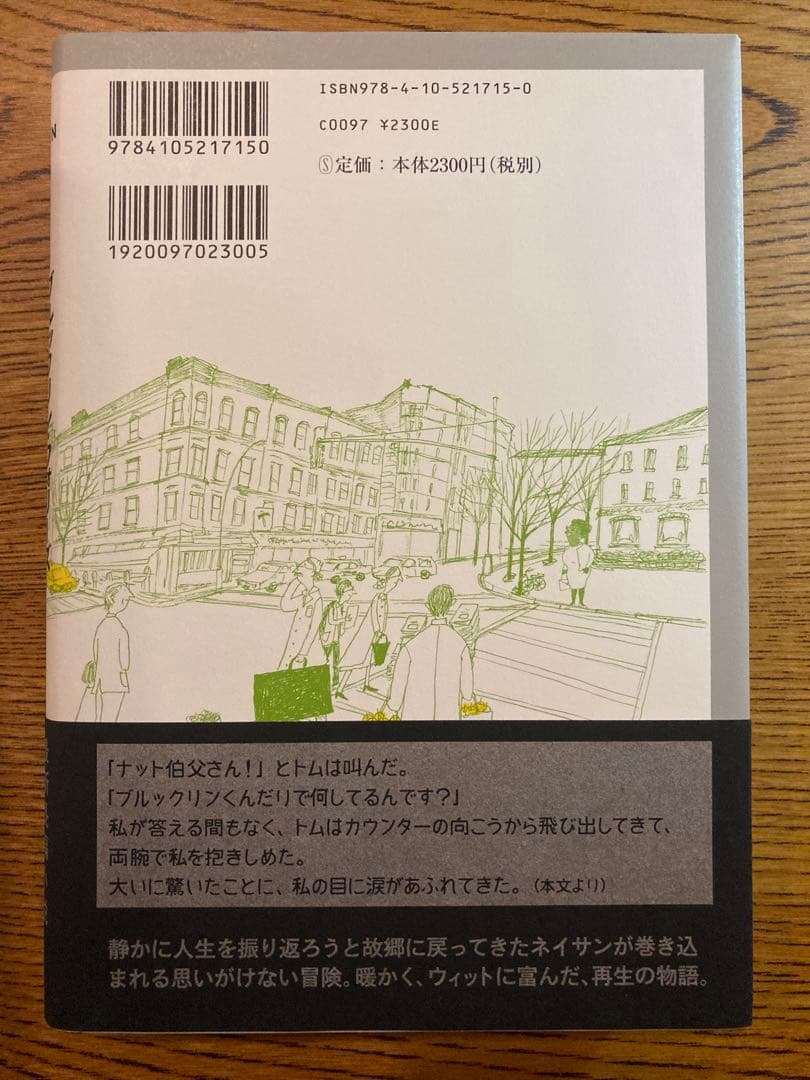 ISBN978-4-10-521715-0
C0097 ¥2300E
Ⓢ定価：本体2300円(税別)
9784105217150
1920097023005
「ナット伯父さん！」とトムは叫んだ。
「ブルックリンくんだりで何してるんです？」
私が答える間もなく、トムはカウンターの向こうから飛び出してきて、
両腕で私を抱きしめた。
大いに驚いたことに、私の目に涙があふれてきた。（本文より）
静かに人生を振り返ろうと故郷に戻ってきたネイサンが巻き込
まれる思いがけない冒険。暖かく、ウィットに富んだ、再生の物語。